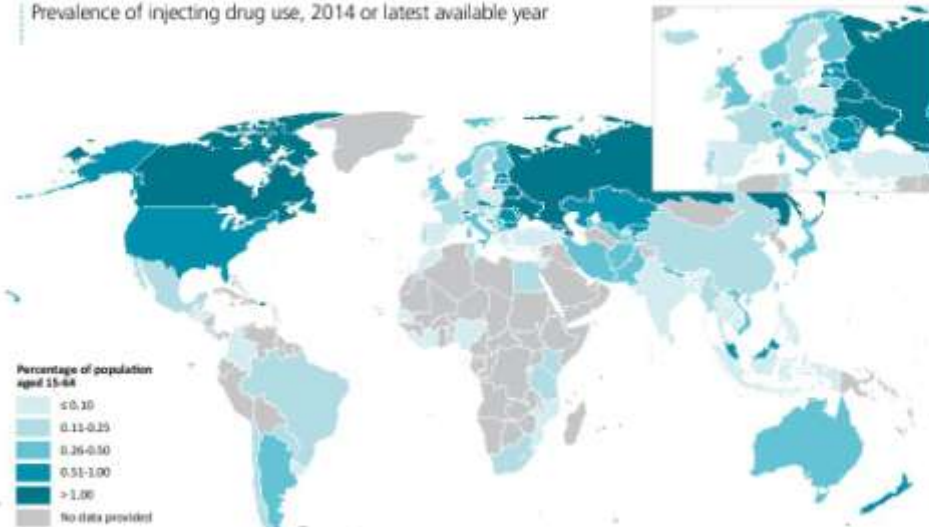 Prevalence of injecting drug use, 2014 or latest available year
Percentage of population
aged 15-64
≤ 0.10
0.11-0.25
0.26-0.50
0.51-1.00
> 1.00
No data provided